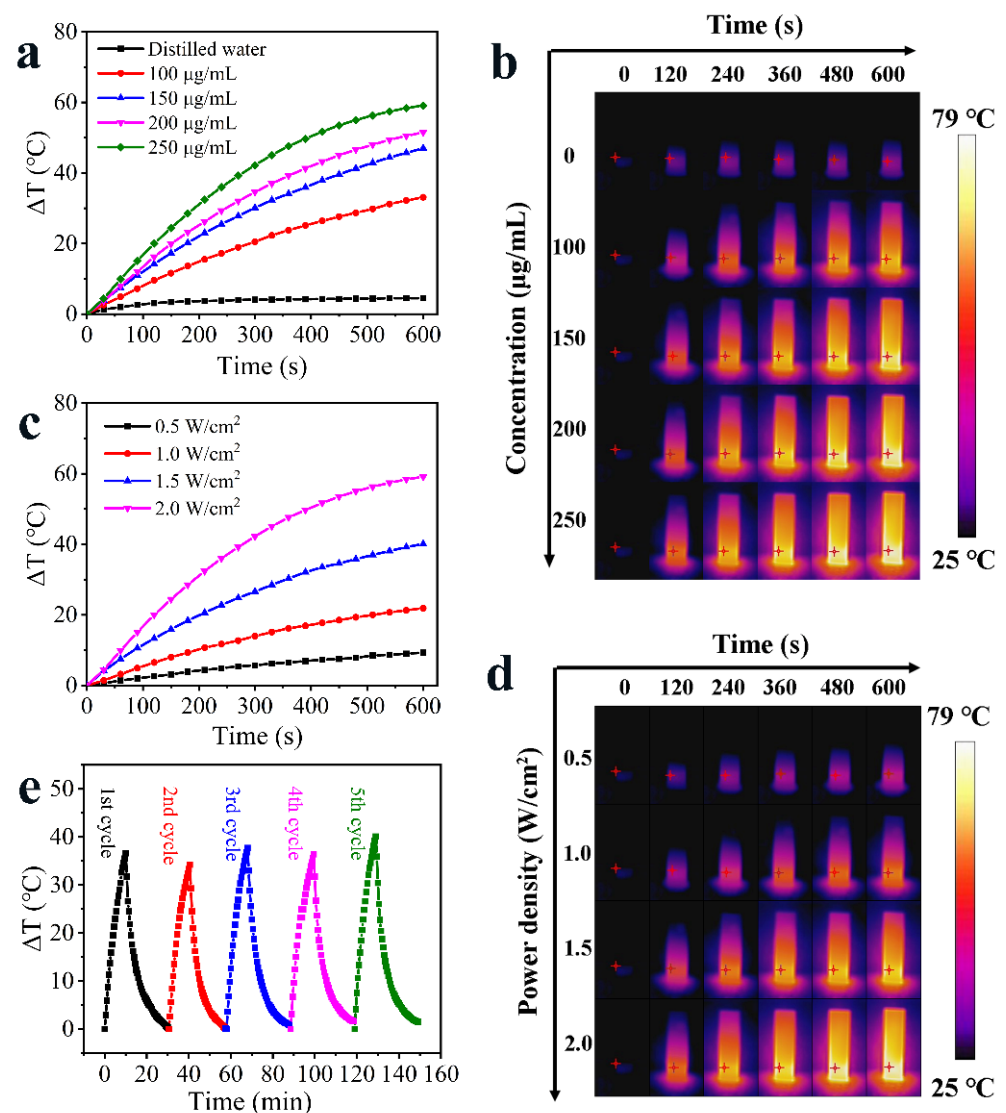 a
80
60
40
20
0
ΔT (°C)
Distilled water
100 μg/mL
150 μg/mL
200 μg/mL
250 μg/mL
0 100 200 300 400 500 600
Time (s)
b
Time (s)
0 120 240 360 480 600
Concentration (μg/mL)
0
100
150
200
250
79 °C
25 °C
c
80
60
40
20
0
ΔT (°C)
0.5 W/cm²
1.0 W/cm²
1.5 W/cm²
2.0 W/cm²
0 100 200 300 400 500 600
Time (s)
d
Time (s)
0 120 240 360 480 600
Power density (W/cm²)
0.5
1.0
1.5
2.0
79 °C
25 °C
e
50
40
30
20
10
0
ΔT (°C)
1st cycle
2nd cycle
3rd cycle
4th cycle
5th cycle
0 20 40 60 80 100 120 140 160
Time (min)